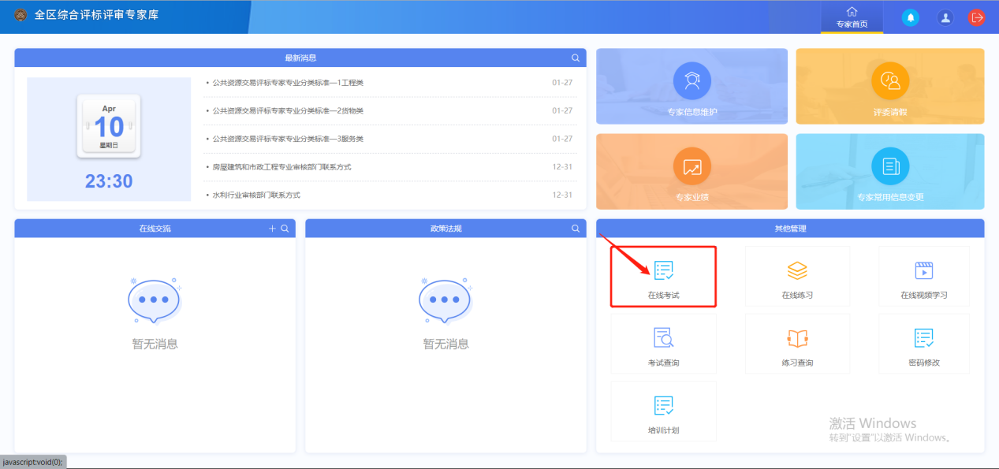 全区综合评标评审专家库
专家首页
最新消息
Apr
10
星期日
23:30
公共资源交易评标专家专业分类标准—1工程类 01-27
公共资源交易评标专家专业分类标准—2货物类 01-27
公共资源交易评标专家专业分类标准—3服务类 01-27
房屋建筑和市政工程专业审核部门联系方式 12-31
水利行业审核部门联系方式 12-31
专家信息维护
评委请假
专家业绩
专家常用信息变更
在线交流
暂无消息
政策法规
暂无消息
其他管理
在线考试
在线练习
在线视频学习
考试查询
练习查询
密码修改
培训计划
激活 Windows
转到"设置"以激活 Windows。
javascript:void(0);